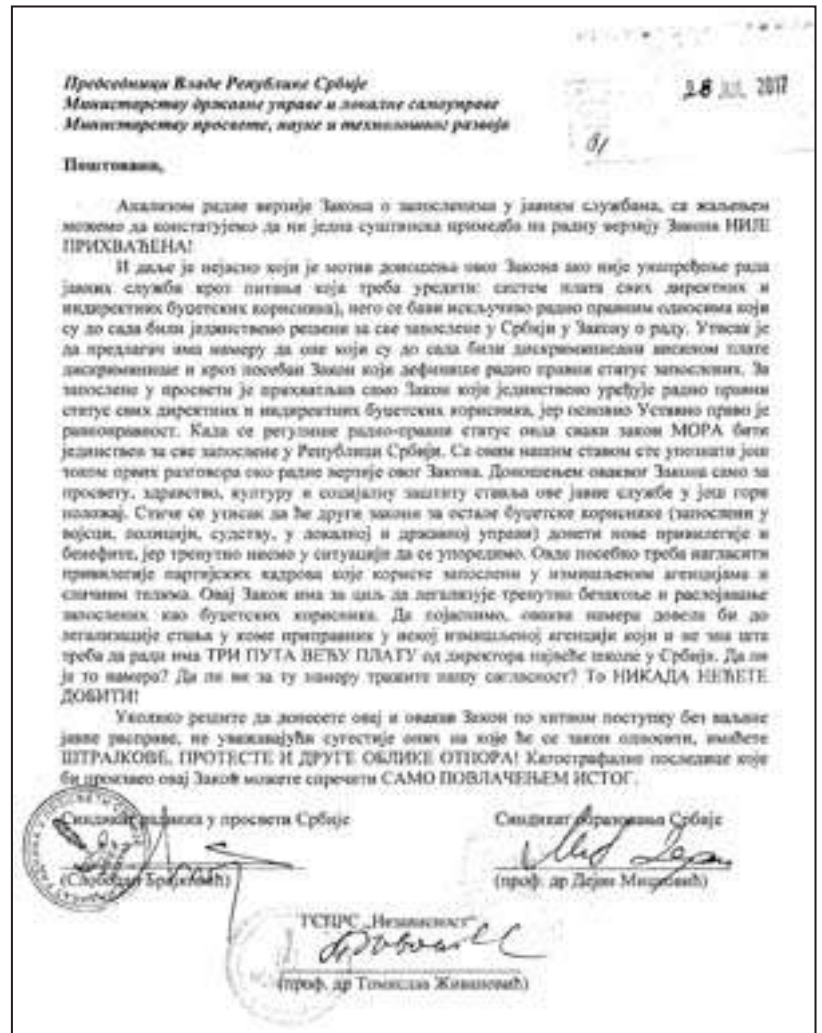 28 JUL 2017
Председници Владе Републике Србије
Министарству државне управе и локалне самоуправе
Министарству просвете, науке и технолошког развоја
Поштовани,
Анализом радне верзије Закона о запосленима у јавним службама, са жаљењем
можемо да констатујемо да ни једна суштинска примедба на радну верзију Закона НИЈЕ
ПРИХВАЋЕНА!
И даље је нејасно који је мотив доношења овог Закона ако није унапређење рада
јавних служби кроз питања која треба уредити: систем плата свих директних и
индиректних буџетских корисника), него се бави искључиво радно правним односима који
су до сада били јединствено решени за све запослене у Србији у Закону о раду. Утисак је
да предлагач има намеру да оне који су до сада били дискриминисани висином плате
дискриминише и кроз посебан Закон који дефинише радно правни статус запослених. За
запослене у просвети је прихватљив само Закон који јединствено уређује радно правни
статус свих директних и индиректних буџетских корисника, јер основно Уставно право је
равноправност. Када се регулише радно-правни статус онда сваки закон МОРА бити
јединствен за све запослене у Републици Србији. Са овим нашим ставом сте упознати још
током првих разговора око радне верзије овог Закона. Доношењем оваквог Закона само за
просвету, здравство, културу и социјалну заштиту ставља ове јавне службе у још гори
положај. Стиче се утисак да ће други закони за остале буџетске кориснике (запослени у
војсци, полицији, судству, у локалној и државној управи) донети нове привилегије и
бенефите, јер тренутно нисмо у ситуацији да се упоредимо. Овде посебно треба нагласити
привилегије партијских кадрова које користе запослени у измишљеним агенцијама и
сличним телима. Овај Закон има за циљ да легализује тренутно безакоње и раслојавање
запослених као буџетских корисника. Да појаснимо, оваква намера довела би до
легализације стања у коме приправник у некој измишљеној агенцији који и не зна шта
треба да ради има ТРИ ПУТА ВЕЋУ ПЛАТУ од директора највеће школе у Србији. Да ли
је то намера? Да ли ви за ту намеру тражите нашу сагласност? То НИКАДА НЕЋЕТЕ
ДОБИТИ!
Уколико решите да донесете овај и овакав Закон по хитном поступку без ваљане
јавне расправе, не уважавајући сугестије оних на које ће се закон односити, имаћете
ШТРАЈКОВЕ, ПРОТЕСТЕ И ДРУГЕ ОБЛИКЕ ОТПОРА! Катострафалне последице које
би произвео овај Закон можете спречити САМО ПОВЛАЧЕЊЕМ ИСТОГ.
Синдикат радника у просвети Србије
Синдикат образовања Србије
(Слободан Брајковић)
(проф. др Дејан Мицковић)
ГСПРС „Независност"
(проф. др Томислав Живановић)